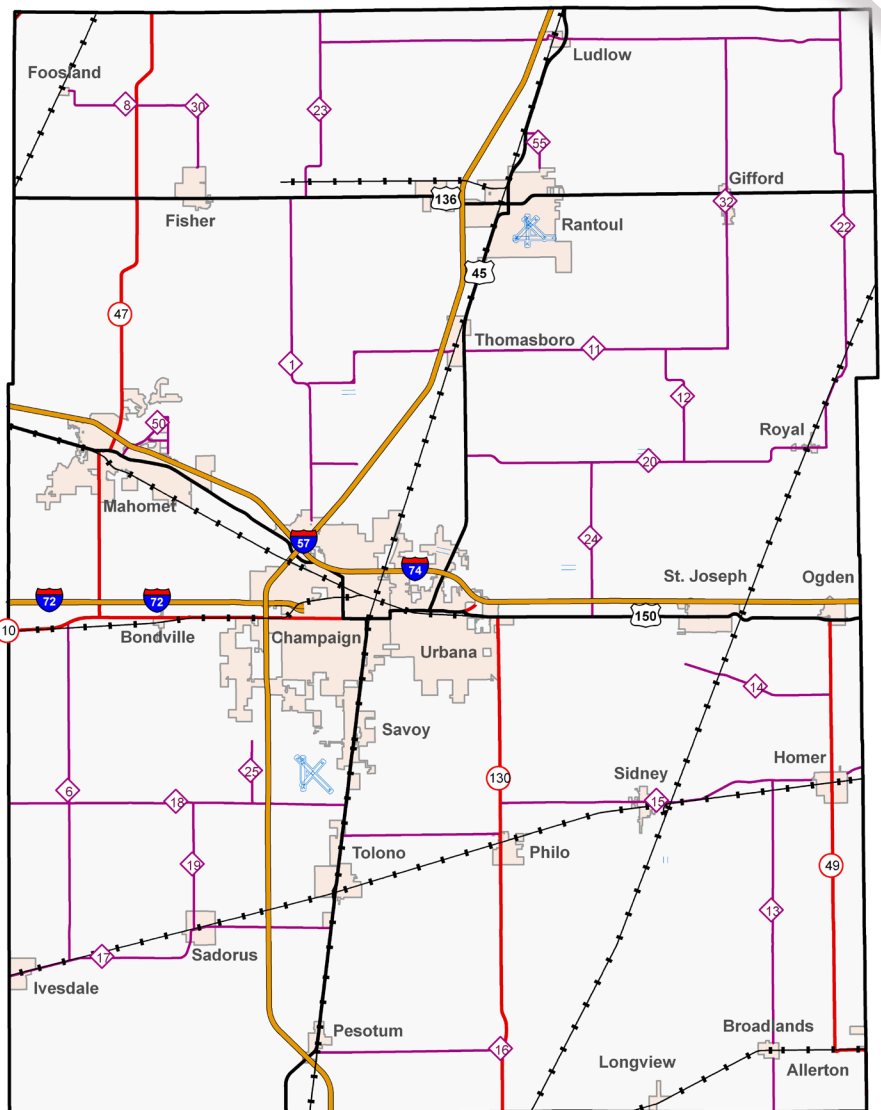 Ludlow
Foosland
8
30
23
55
Gifford
136
32
Fisher
Rantoul
22
45
47
Thomasboro
11
1
12
50
Royal
20
Mahomet
24
57
74
St. Joseph
Ogden
72
72
150
10
Bondville
Champaign
Urbana
14
Savoy
Homer
25
Sidney
130
6
18
15
Tolono
Philo
19
49
13
Sadorus
17
Ivesdale
Broadlands
Pesotum
16
Longview
Allerton